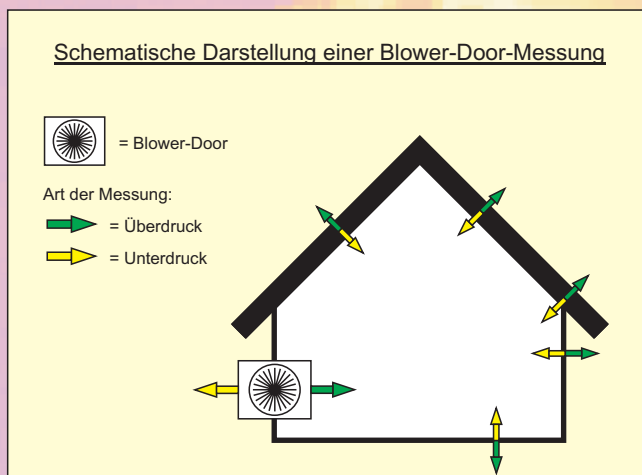 Schematische Darstellung einer Blower-Door-Messung
= Blower-Door
Art der Messung:
= Überdruck
= Unterdruck